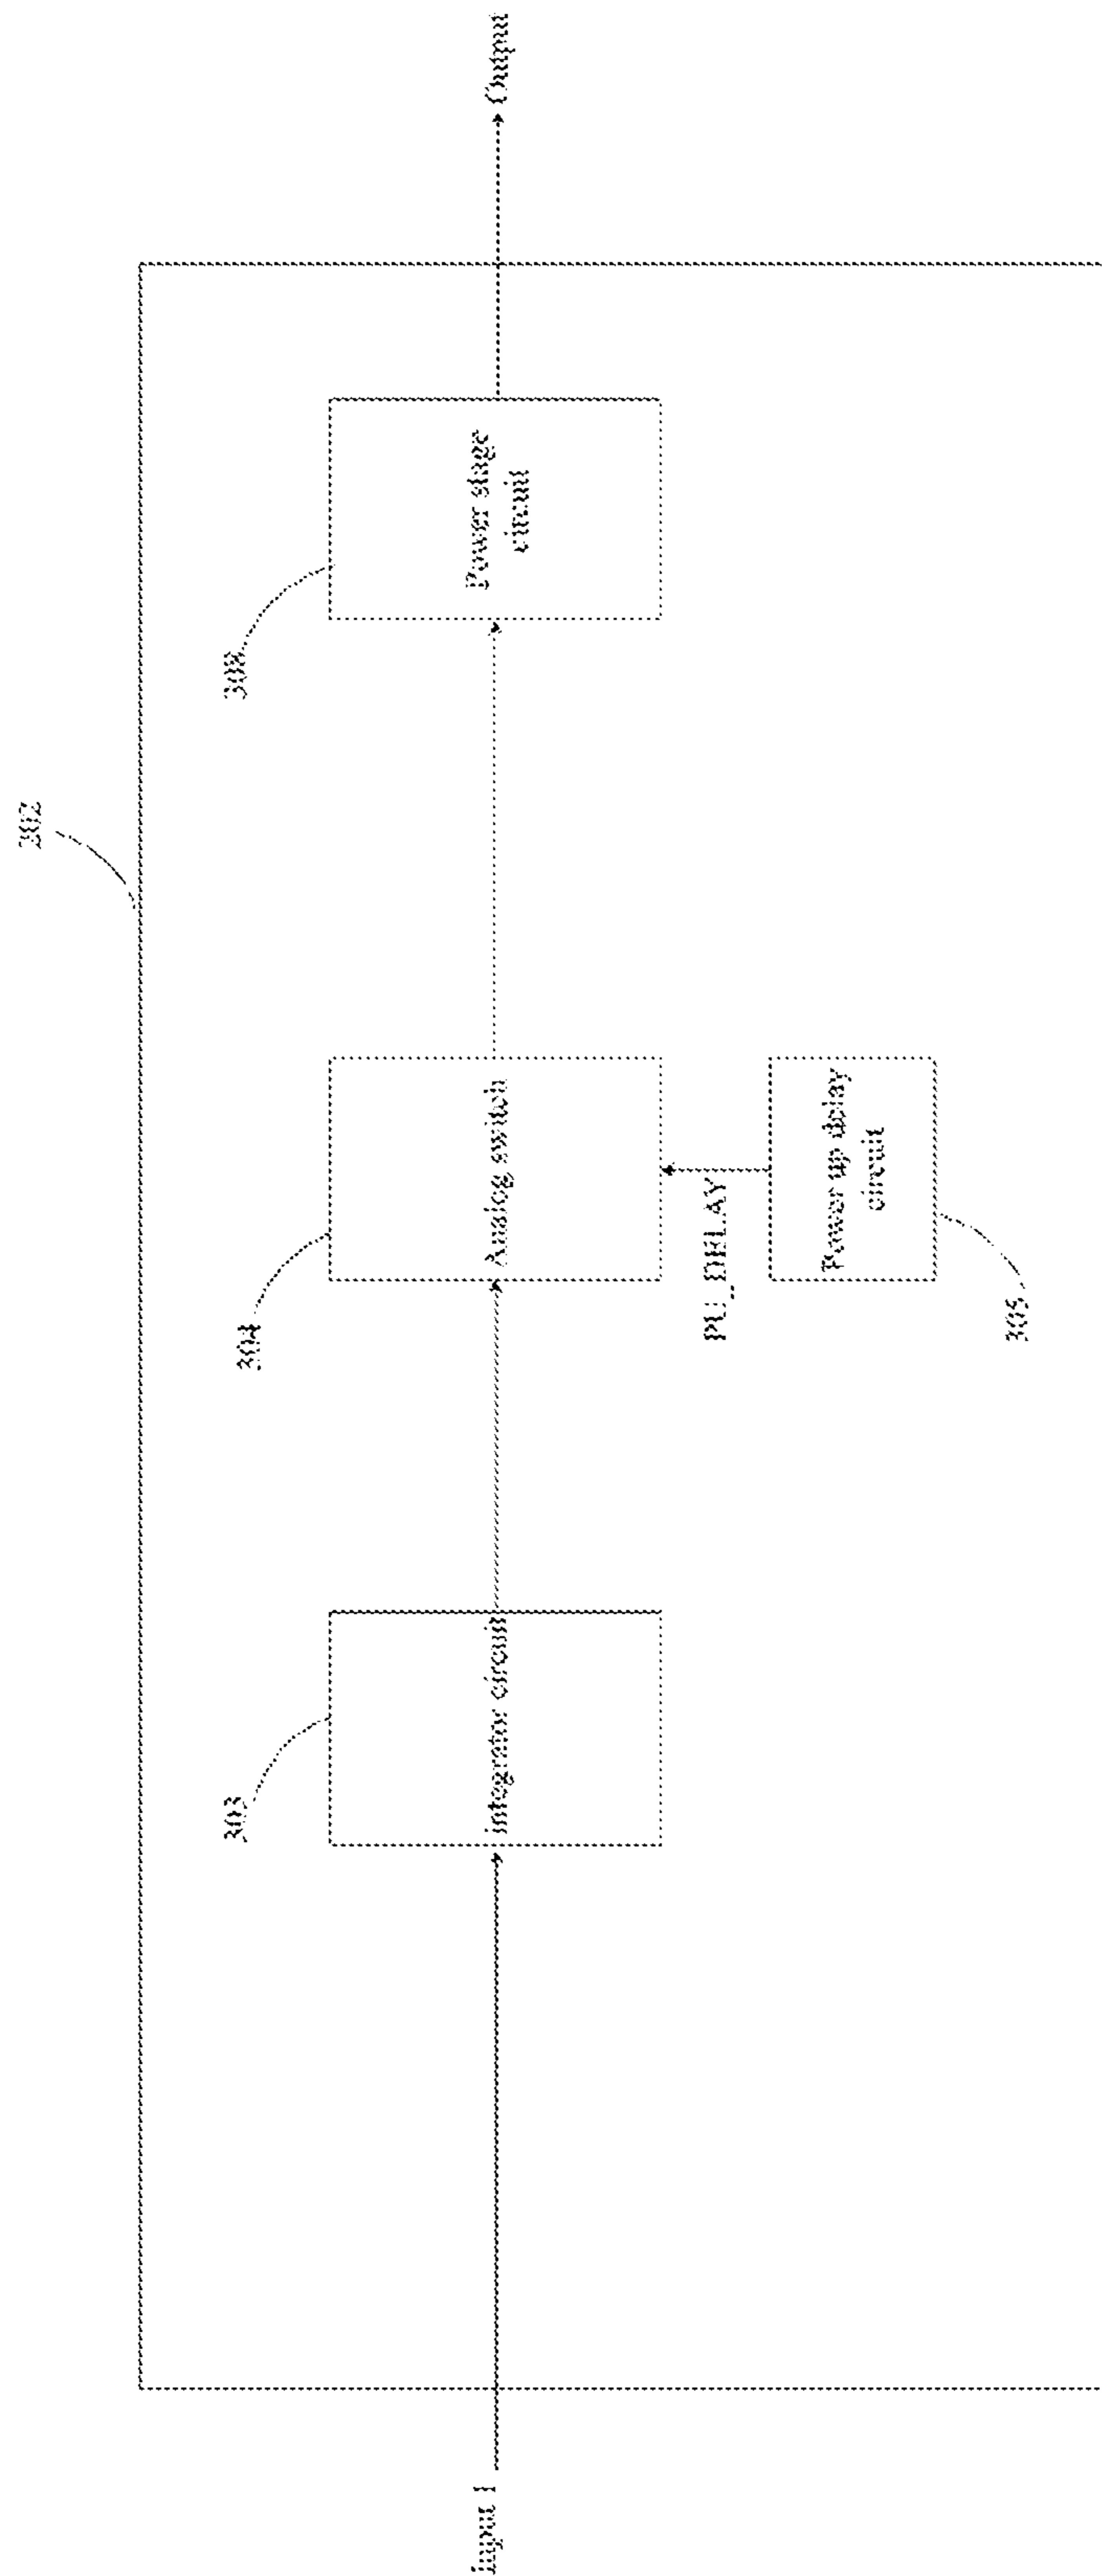 302
303
304
308
Input 1
Integrator circuit
Analog switch
Power stage
circuit
Output
PU_DELAY
Power up delay
circuit
305